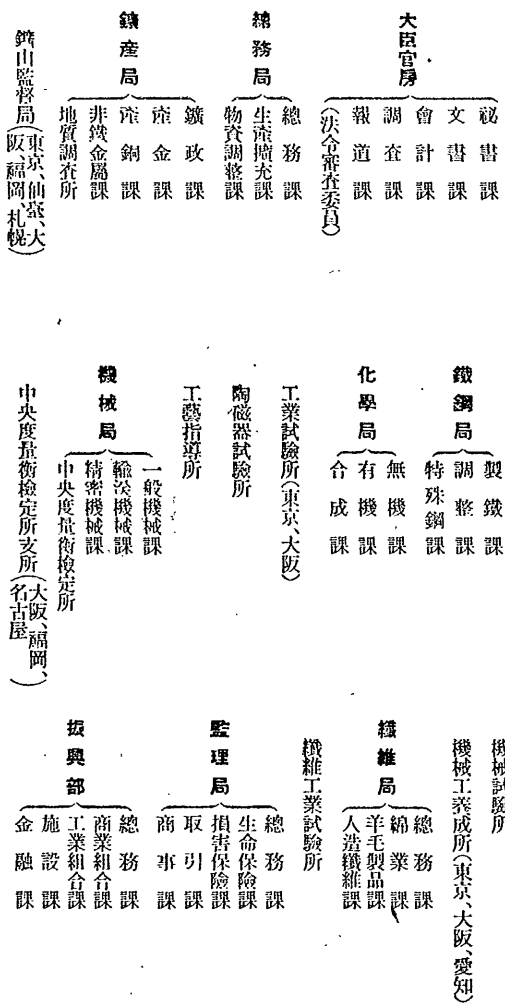 大臣官房
祕書課
文書課
會計課
調査課
報道課
(法令審査委員)
總務局
總務課
生産擴充課
物資調整課
鑛産局
鑛政課
産金課
産銅課
非鐵金屬課
地質調査所
鑛山監督局(東京、仙臺、大阪、福岡、札幌)
鐵鋼局
製鐵課
調整課
特殊鋼課
化學局
無機課
有機課
合成課
工業試驗所(東京、大阪)
陶磁器試驗所
工藝指導所
機械局
一般機械課
輸送機械課
精密機械課
中央度量衡檢定所
中央度量衡檢定所支所(大阪、福岡、名古屋)
機械試驗所
機械工養成所(東京、大阪、愛知)
纖維局
總務課
綿業課
羊毛製品課
人造纖維課
纖維工業試驗所
監理局
總務課
生命保險課
損害保險課
取引課
商事課
振興部
總務課
商業組合課
工業組合課
施設課
金融課